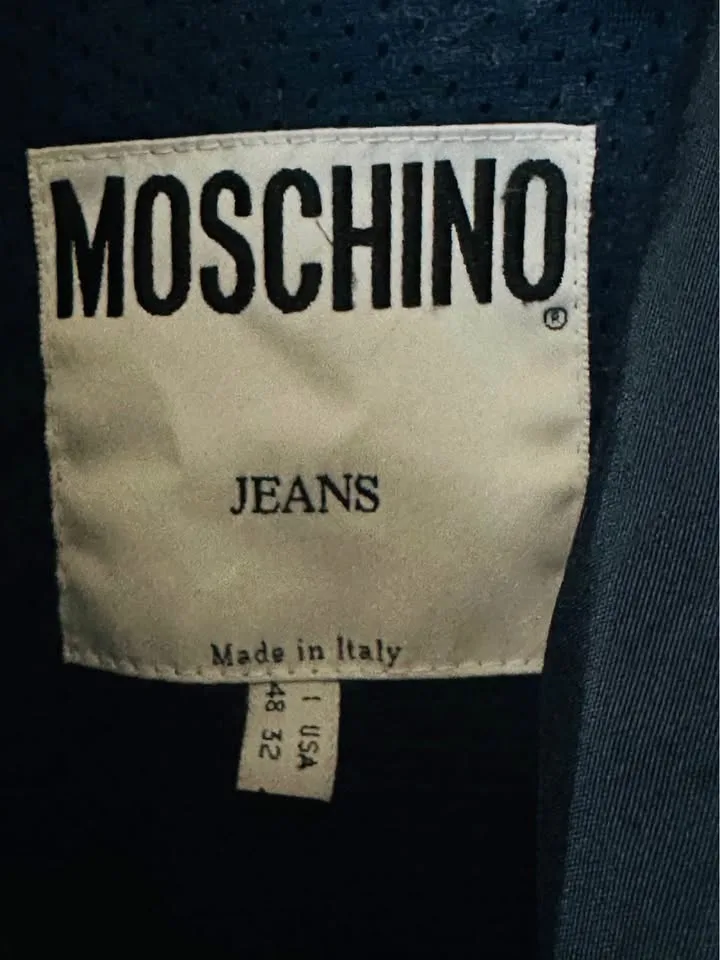 MOSCHINO
®
JEANS
Made in Italy
I USA
48 32